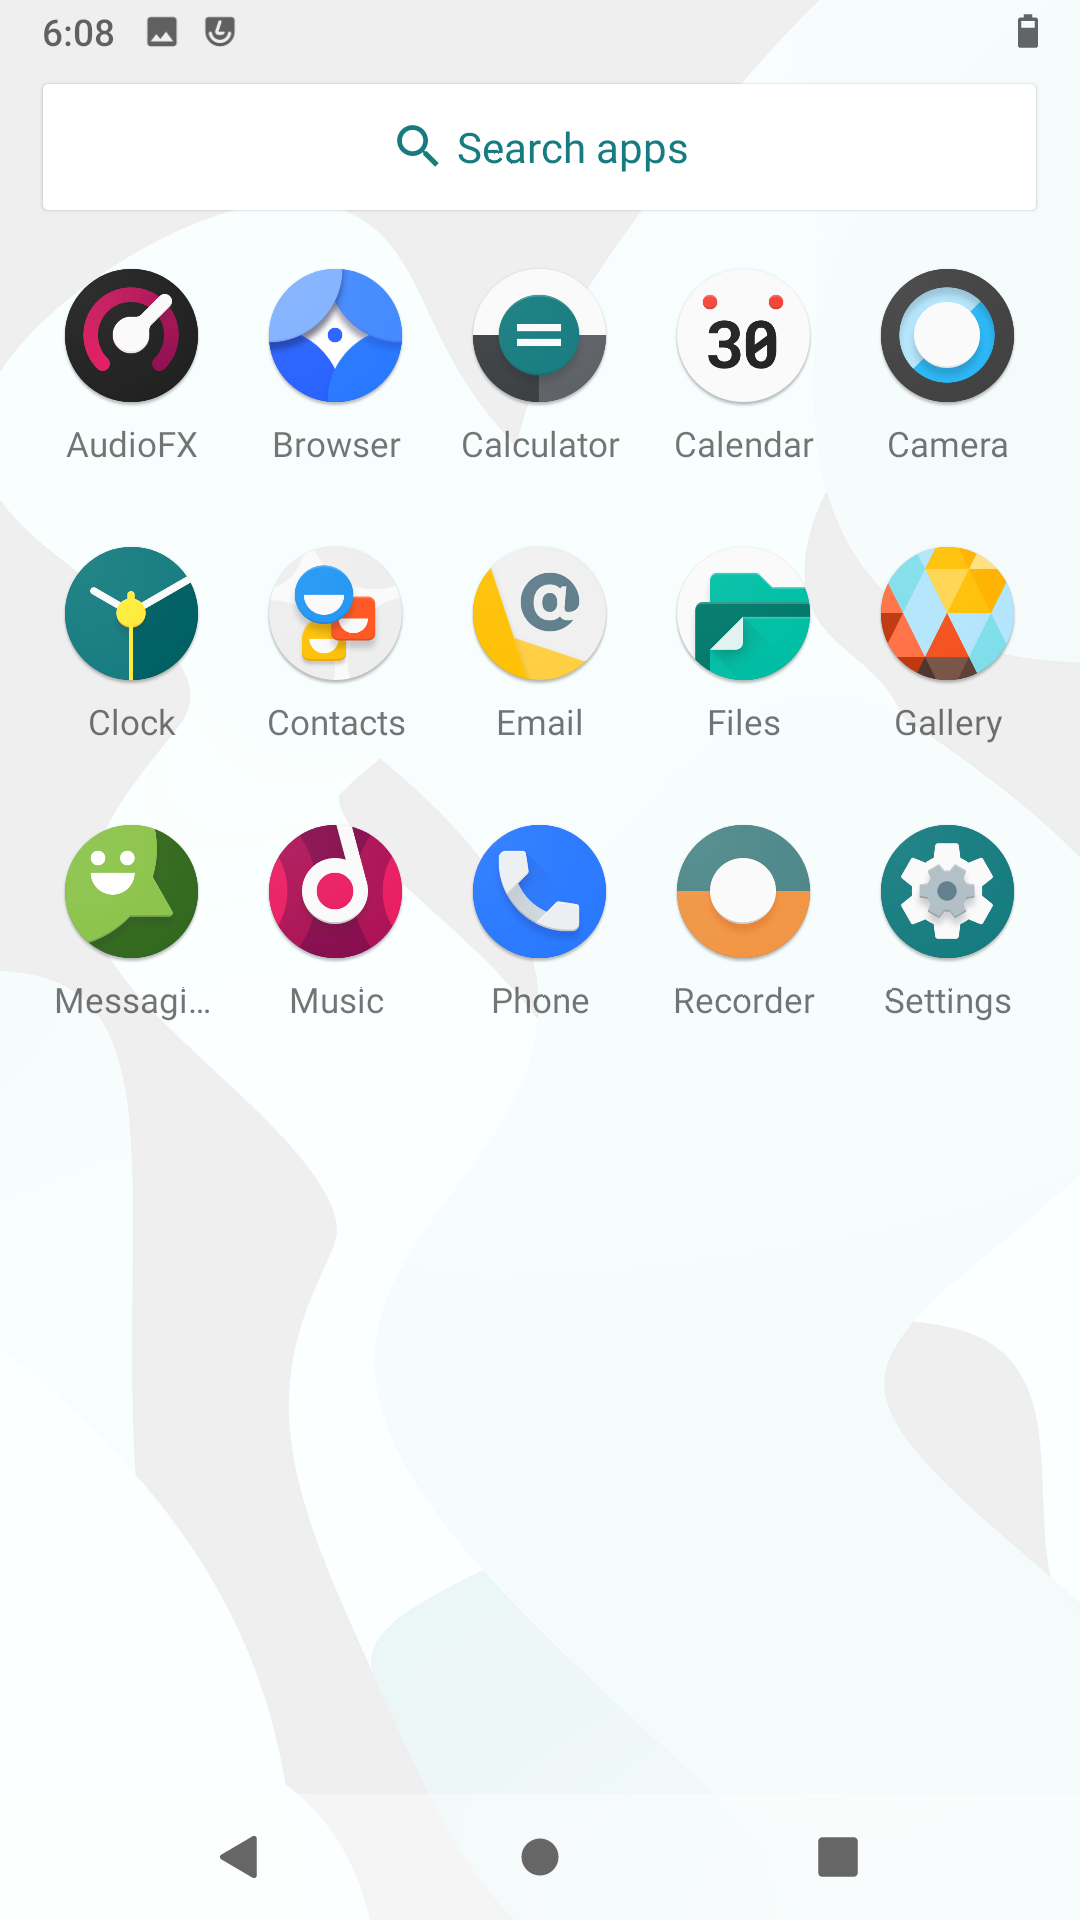 6:08
Search apps
30
AudioFX Browser Calculator Calendar Camera
@
Clock Contacts Email Files Gallery
Messagi... Music Phone Recorder Settings